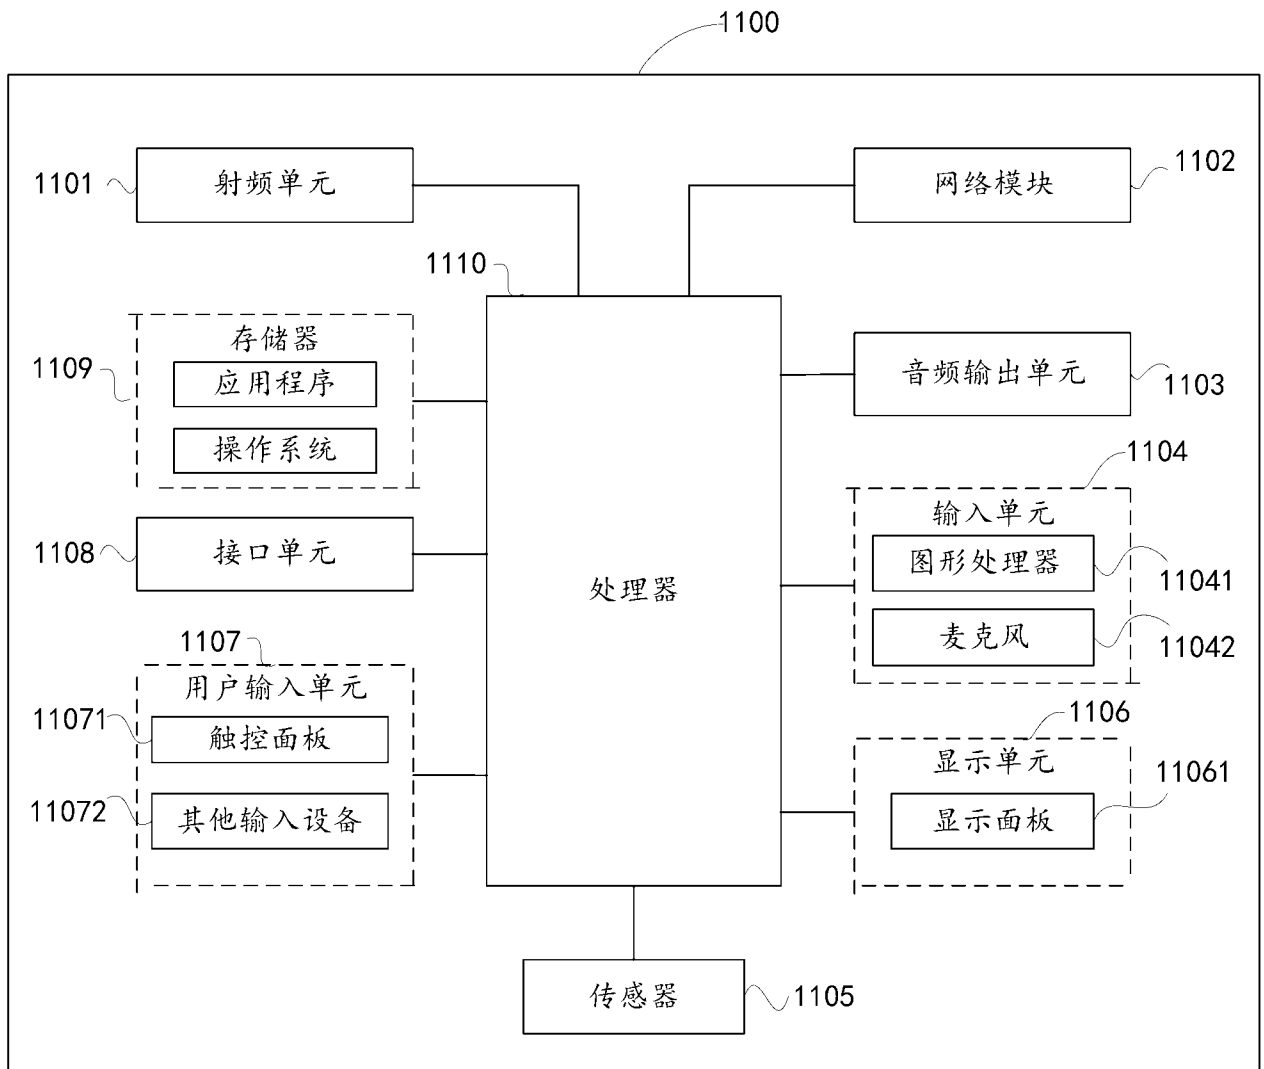 1100
1101
射频单元
网络模块
1102
1110
存储器
1109
应用程序
操作系统
音频输出单元
1103
1104
输入单元
图形处理器
11041
麦克风
11042
1108
接口单元
处理器
1107
用户输入单元
11071
触控面板
11072
其他输入设备
1106
显示单元
11061
显示面板
传感器
1105